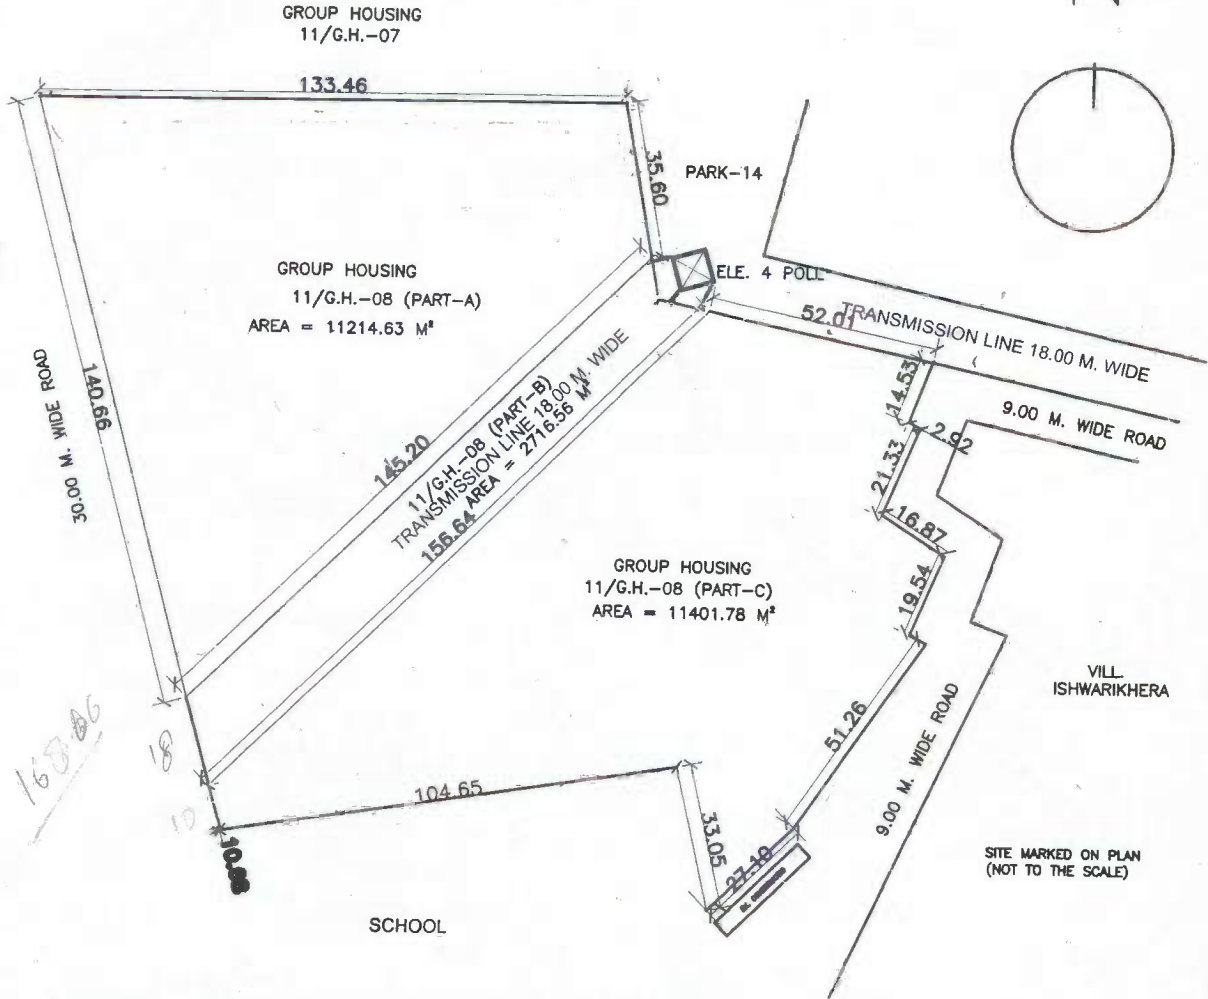 GROUP HOUSING
11/G.H.-07
133.46
35.60
PARK-14
ELE. 4 POLL
GROUP HOUSING
11/G.H.-08 (PART-A)
AREA = 11214.63 M²
52.01
TRANSMISSION LINE 18.00 M. WIDE
9.00 M. WIDE ROAD
14.53
2.92
21.33
16.87
19.54
30.00 M. WIDE ROAD
140.66
145.20
11/G.H.-08 (PART-B)
TRANSMISSION LINE 18.00 M. WIDE
AREA = 2716.56 M²
156.64
GROUP HOUSING
11/G.H.-08 (PART-C)
AREA = 11401.78 M²
VILL.
ISHWARIKHERA
51.26
9.00 M. WIDE ROAD
18
10
104.65
33.05
27.10
SITE MARKED ON PLAN
(NOT TO THE SCALE)
SCHOOL